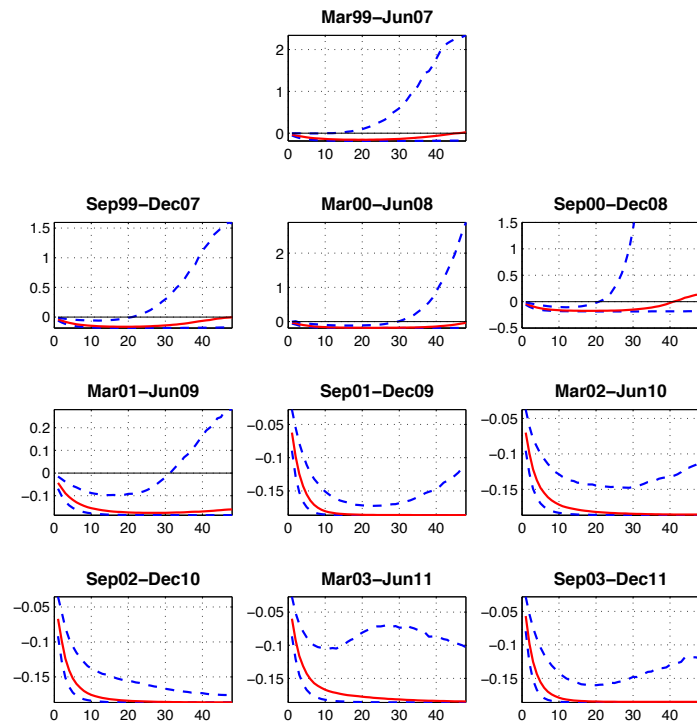 Mar99−Jun07
2
1
0
0 10 20 30 40
Sep99−Dec07 Mar00−Jun08 Sep00−Dec08
1.5
1
0.5
0
0 10 20 30 40
2
1
0
0 10 20 30 40
1.5
1
0.5
0
−0.5
0 10 20 30 40
Mar01−Jun09 Sep01−Dec09 Mar02−Jun10
0.2
0.1
0
−0.1
0 10 20 30 40
−0.05
−0.1
−0.15
0 10 20 30 40
−0.05
−0.1
−0.15
0 10 20 30 40
Sep02−Dec10 Mar03−Jun11 Sep03−Dec11
−0.05
−0.1
−0.15
0 10 20 30 40
−0.05
−0.1
−0.15
0 10 20 30 40
−0.05
−0.1
−0.15
0 10 20 30 40